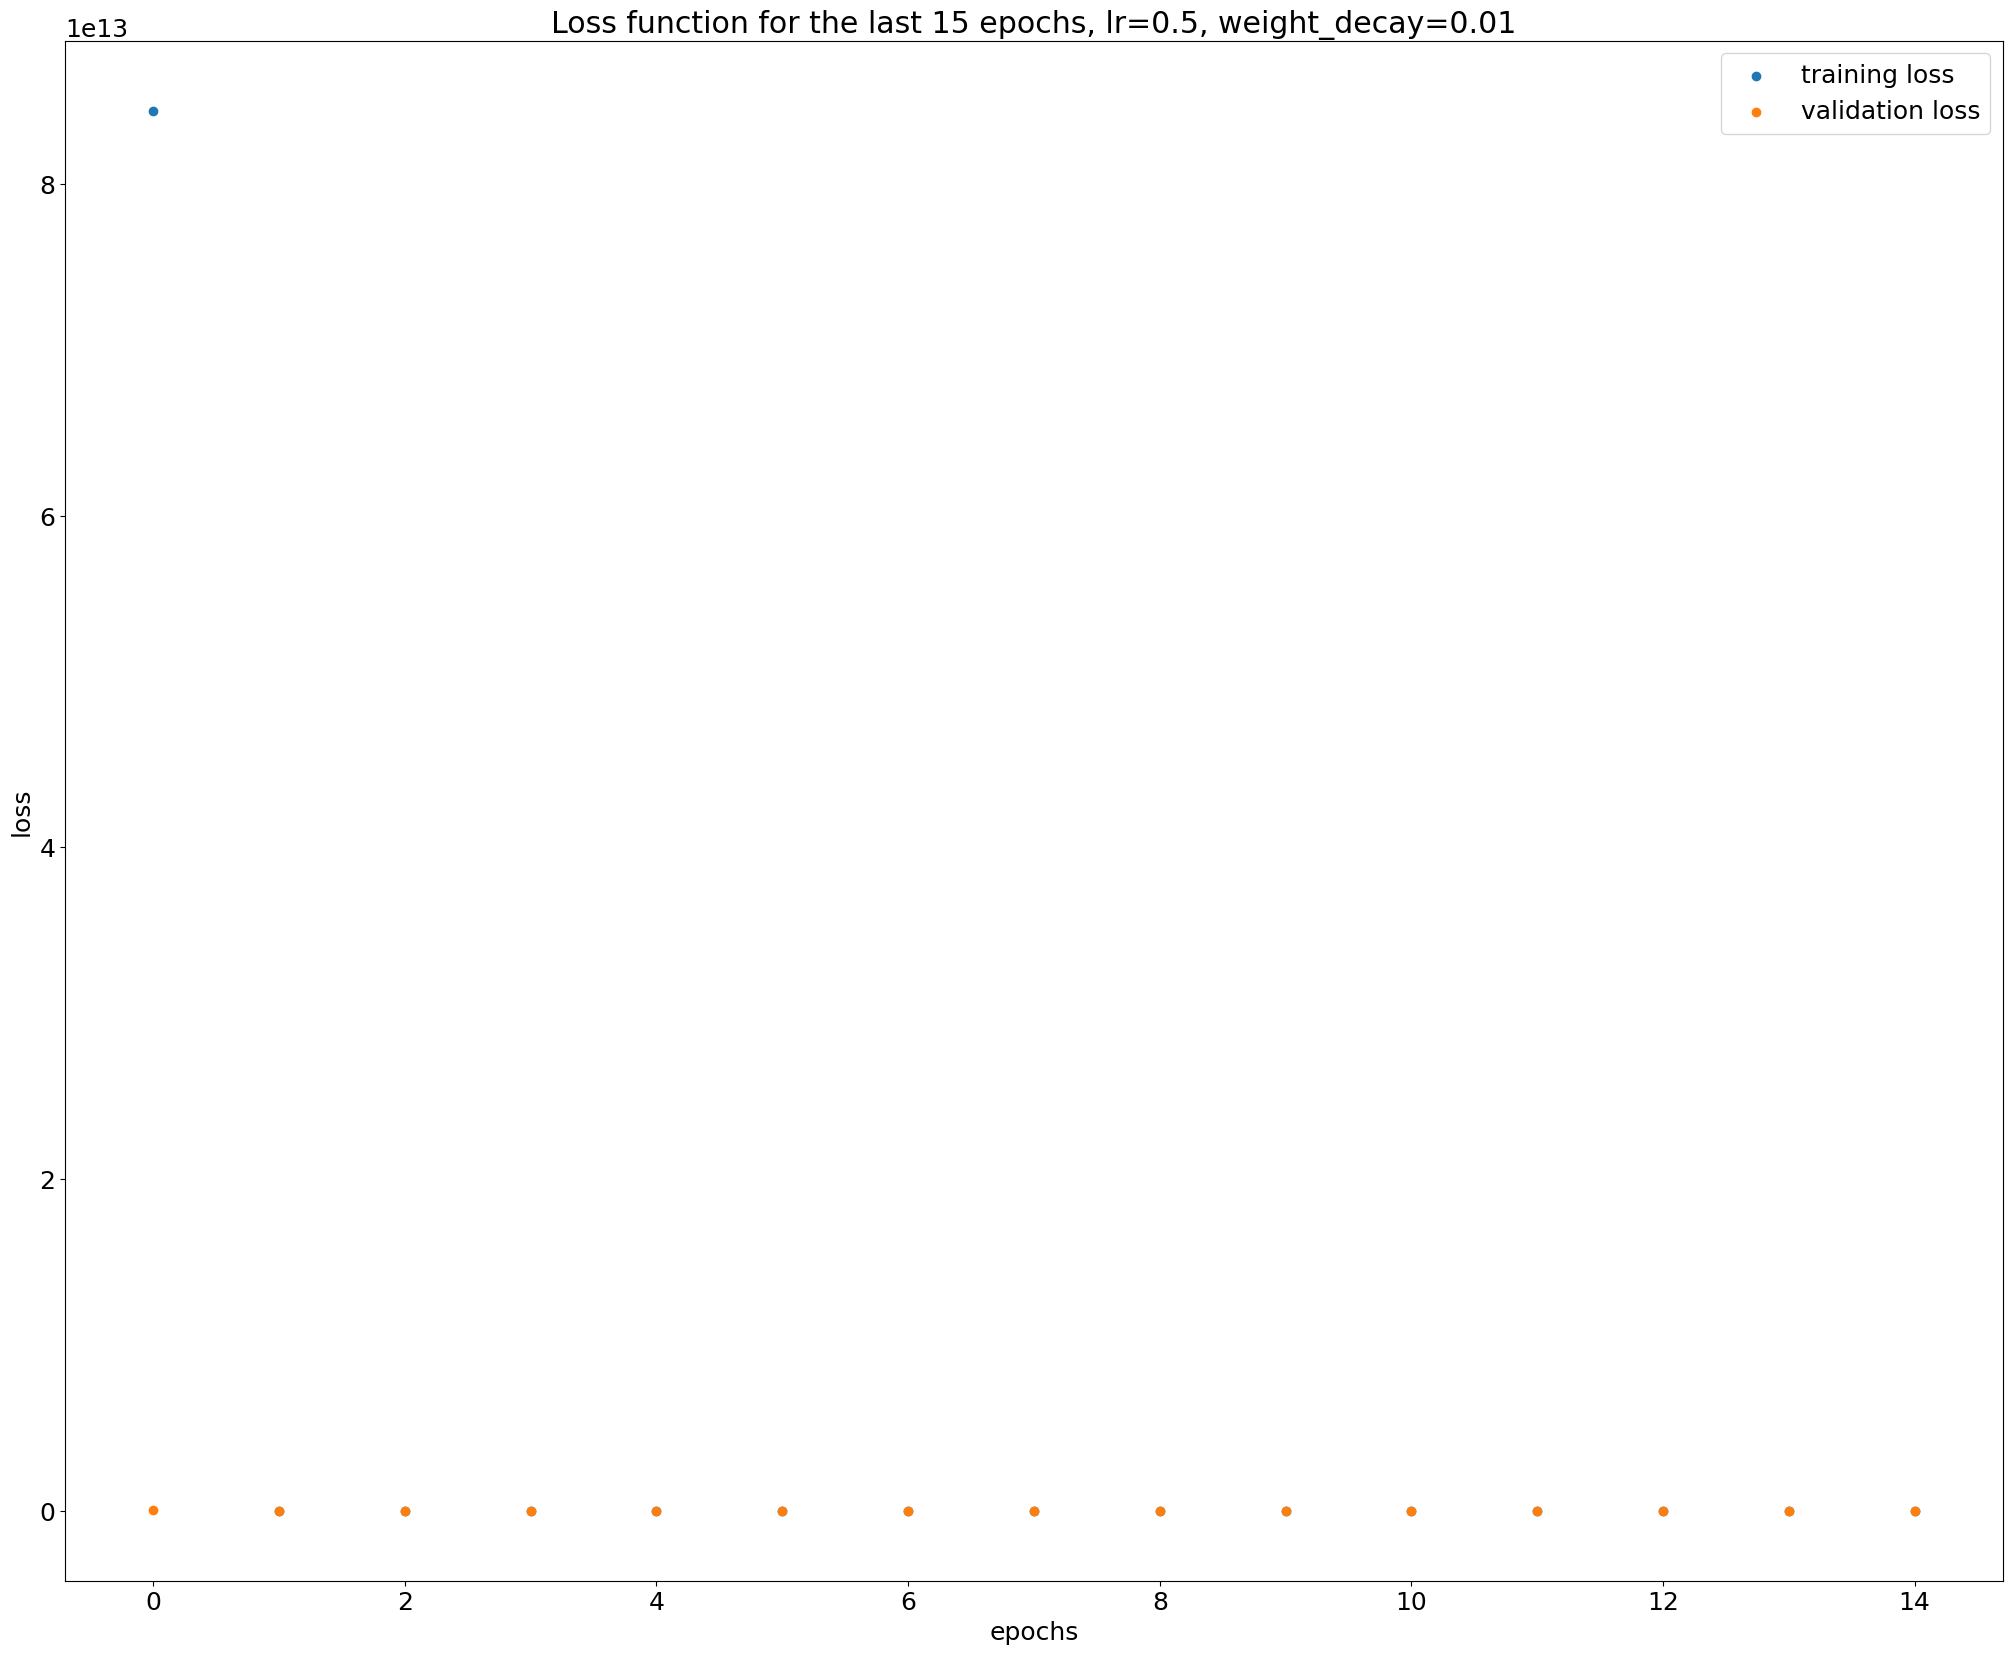 Loss function for the last 15 epochs, lr=0.5, weight_decay=0.01
1e13
training loss
validation loss
8
6
4
2
0
loss
0 2 4 6 8 10 12 14
epochs